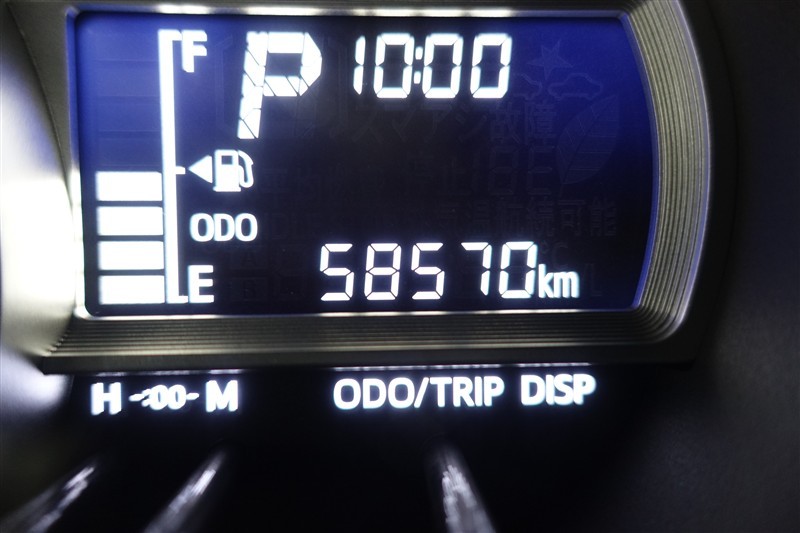 F P 10:00
ODO
E 58570km
H -:00- M ODO/TRIP DISP